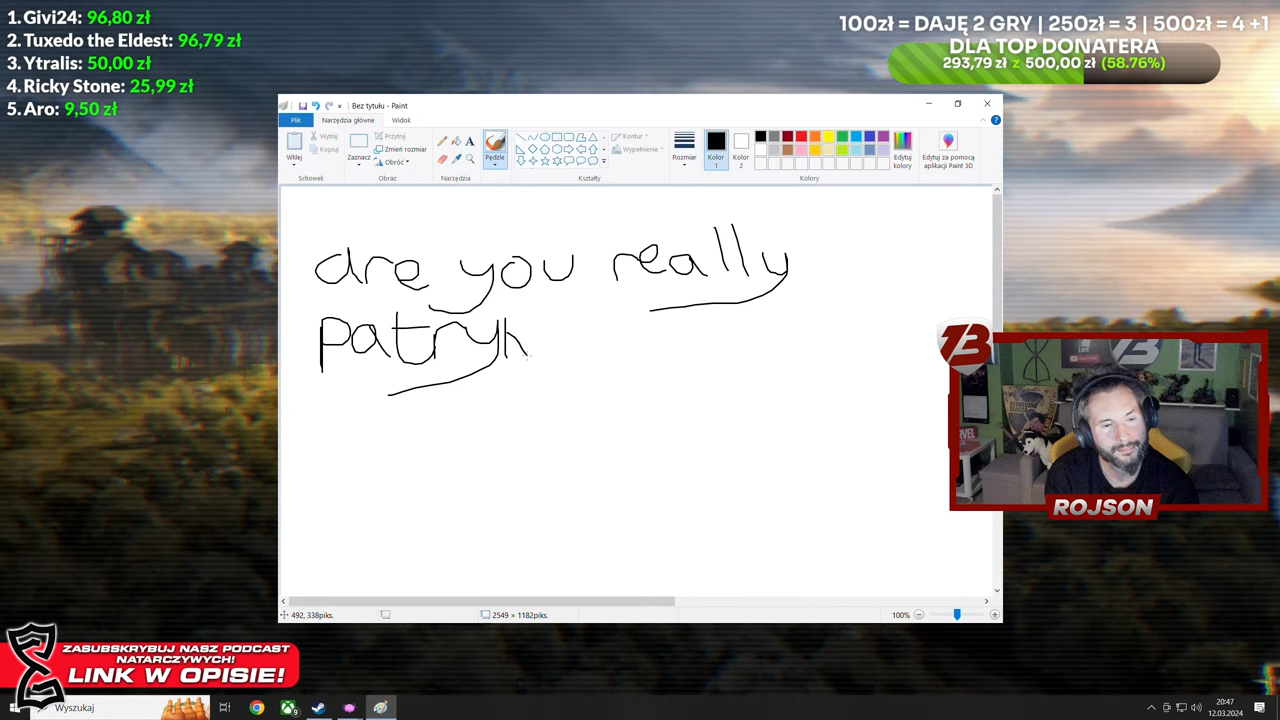 1. Givi24: 96,80 zł
2. Tuxedo the Eldest: 96,79 zł
3. Ytralis: 50,00 zł
4. Ricky Stone: 25,99 zł
5. Aro: 9,50 zł
100zł = DAJĘ 2 GRY | 250zł = 3 | 500zł = 4 +1
DLA TOP DONATERA
293,79 zł z 500,00 zł (58.76%)
Bez tytułu - Paint
Plik Narzędzia główne Widok
Wklej
Wytnij
Kopiuj
Schowek
Zaznacz
Przytnij
Zmień rozmiar
Obróć
Obraz
Narzędzia
Pędzle
Kontur
Wypełnienie
Kształty
Rozmiar
Kolor 1
Kolor 2
Edytuj kolory
Kolory
Edytuj za pomocą aplikacji Paint 3D
are you really
patryk
ROJSON
492, 338piks.
2549 × 1182piks.
100%
ZASUBSKRYBUJ NASZ PODCAST
NATARCZYWYCH!
LINK W OPISIE!
Wyszukaj
20:47
12.03.2024